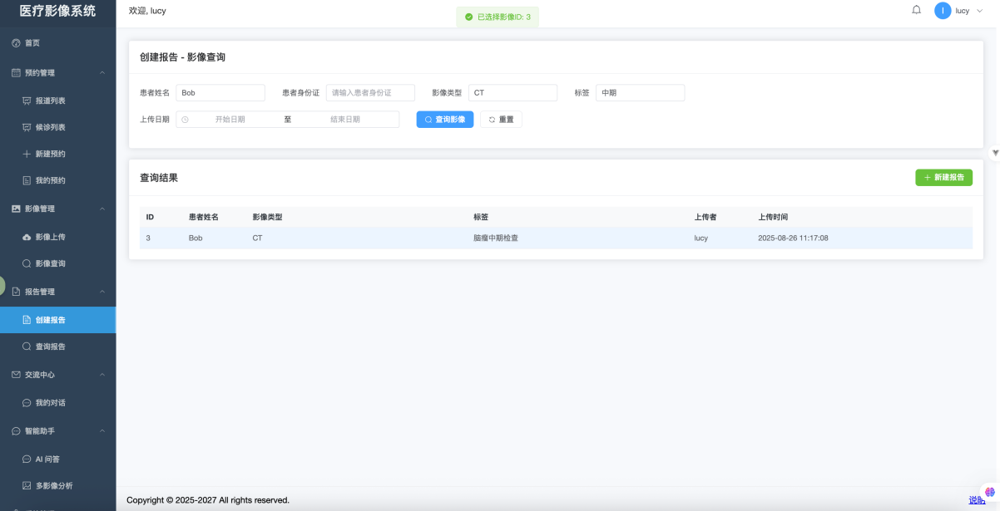 医疗影像系统
欢迎, lucy
已选择影像ID: 3
l
lucy
首页
预约管理
报道列表
候诊列表
新建预约
我的预约
影像管理
影像上传
影像查询
报告管理
创建报告
查询报告
交流中心
我的对话
智能助手
AI 问答
多影像分析
创建报告 - 影像查询
患者姓名 Bob 患者身份证 请输入患者身份证 影像类型 CT 标签 中期
上传日期 开始日期 至 结束日期 查询影像 重置
查询结果
新建报告
ID 患者姓名 影像类型 标签 上传者 上传时间
3 Bob CT 脑瘤中期检查 lucy 2025-08-26 11:17:08
Copyright © 2025-2027 All rights reserved.
说明